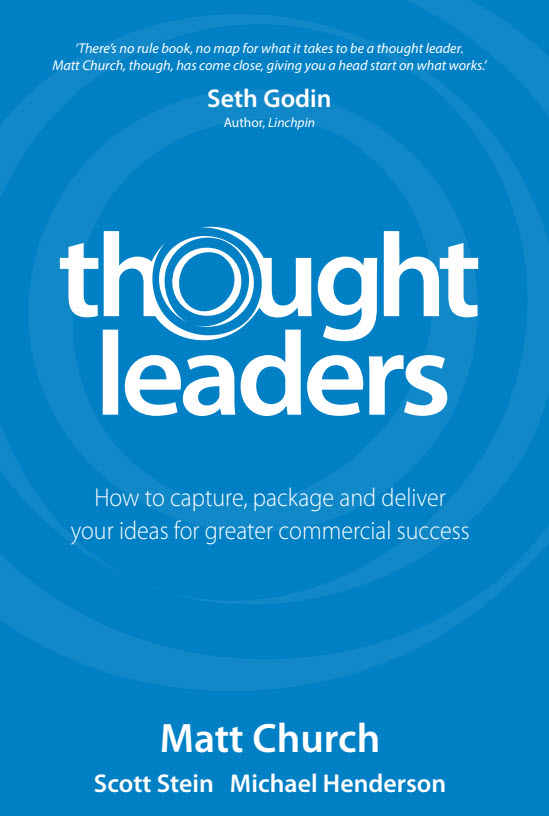 ‘There’s no rule book, no map for what it takes to be a thought leader.
Matt Church, though, has come close, giving you a head start on what works.’
Seth Godin
Author, Linchpin
thought
leaders
How to capture, package and deliver
your ideas for greater commercial success
Matt Church
Scott Stein Michael Henderson